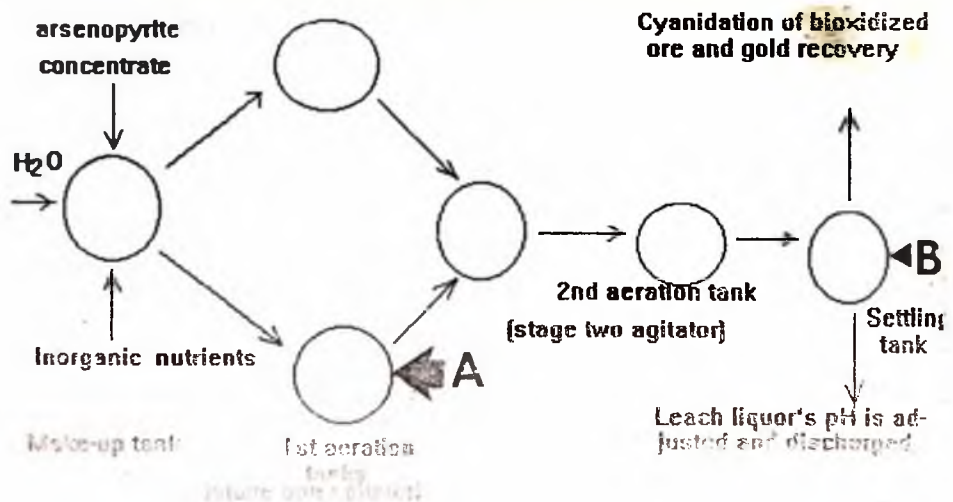 arsenopyrite
concentrate
H2O
Inorganic nutrients
Make-up tank
A
1st aeration
tanks
2nd aeration tank
(stage two agitator)
Cyanidation of bioxidized
ore and gold recovery
B
Settling
tank
Leach liquor's pH is ad-
justed and discharged